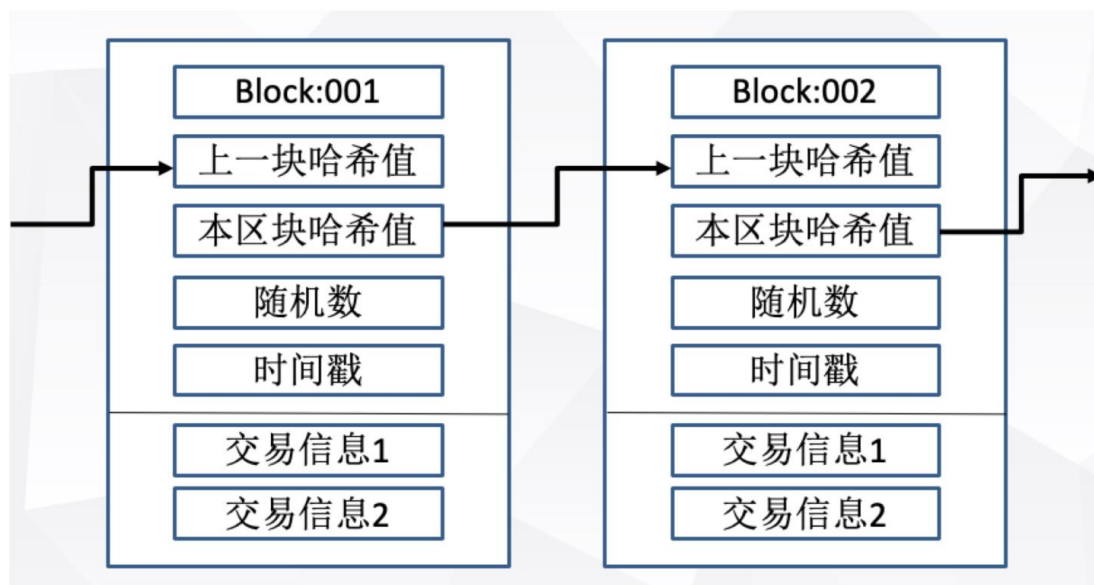 Block:001
上一块哈希值
本区块哈希值
随机数
时间戳
交易信息1
交易信息2
Block:002
上一块哈希值
本区块哈希值
随机数
时间戳
交易信息1
交易信息2